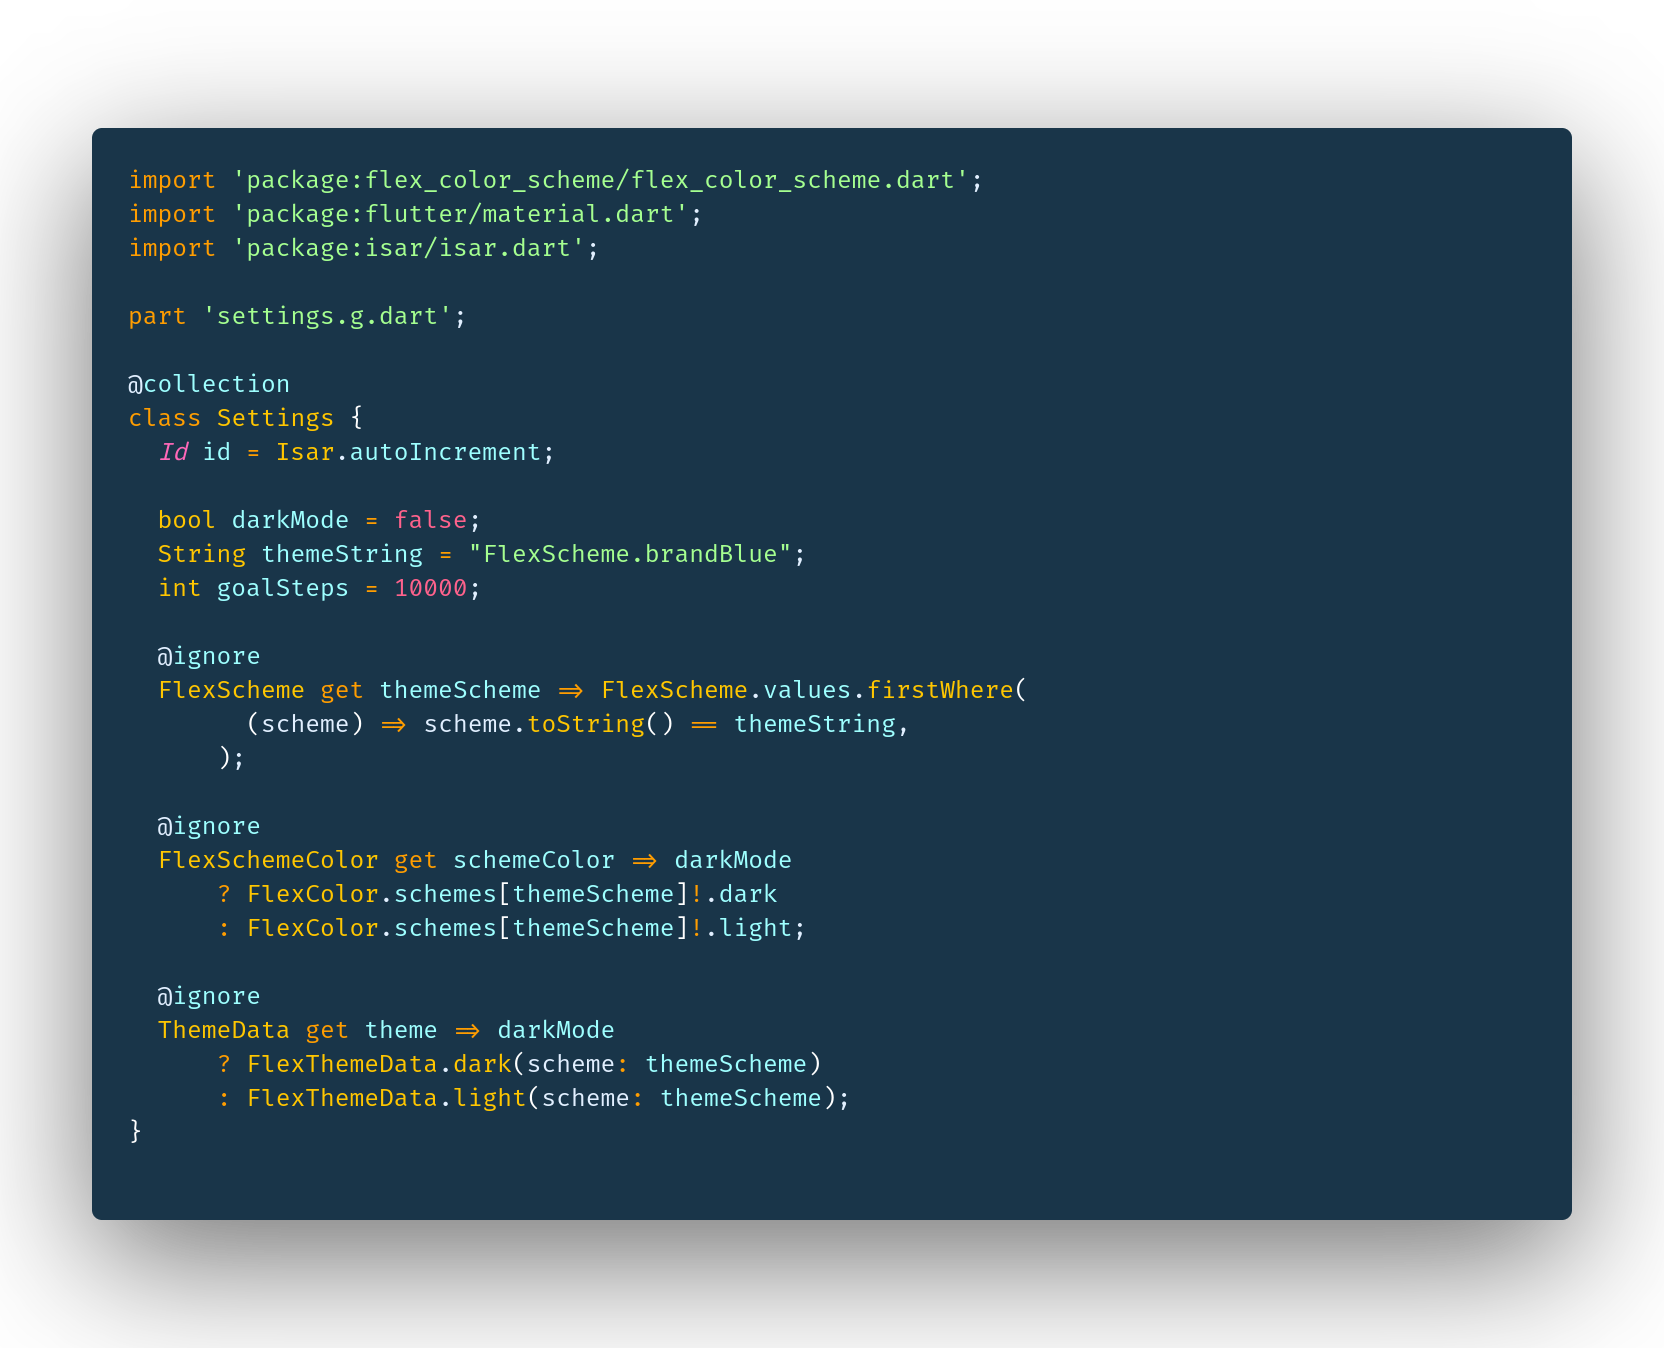 import 'package:flex_color_scheme/flex_color_scheme.dart';
import 'package:flutter/material.dart';
import 'package:isar/isar.dart';

part 'settings.g.dart';

@collection
class Settings {
  Id id = Isar.autoIncrement;

  bool darkMode = false;
  String themeString = "FlexScheme.brandBlue";
  int goalSteps = 10000;

  @ignore
  FlexScheme get themeScheme => FlexScheme.values.firstWhere(
        (scheme) => scheme.toString() == themeString,
      );

  @ignore
  FlexSchemeColor get schemeColor => darkMode
      ? FlexColor.schemes[themeScheme]!.dark
      : FlexColor.schemes[themeScheme]!.light;

  @ignore
  ThemeData get theme => darkMode
      ? FlexThemeData.dark(scheme: themeScheme)
      : FlexThemeData.light(scheme: themeScheme);
}